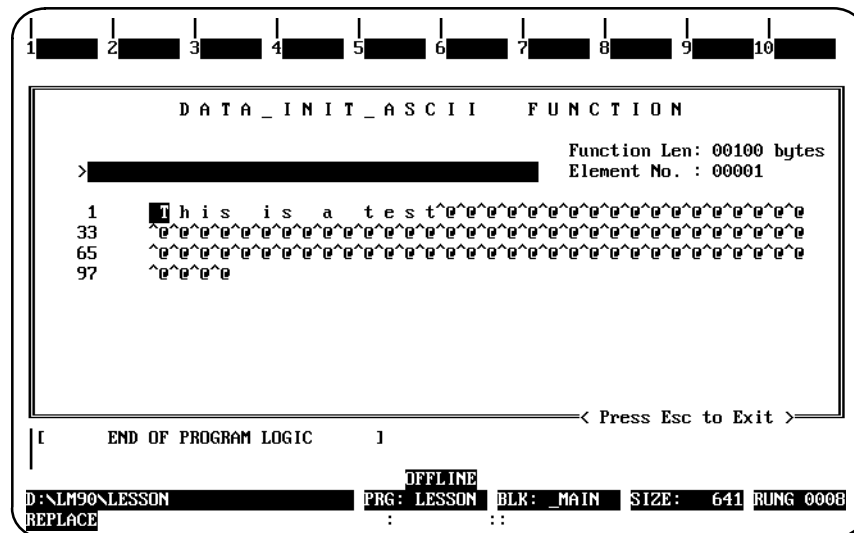 1 2 3 4 5 6 7 8 9 10
D A T A _ I N I T _ A S C I I   F U N C T I O N
Function Len: 00100 bytes
> Element No. : 00001
1 T h i s   i s   a   t e s t^@^@^@^@^@^@^@^@^@^@^@^@^@^@^@^@^@^@
33 ^@^@^@^@^@^@^@^@^@^@^@^@^@^@^@^@^@^@^@^@^@^@^@^@^@^@^@^@^@^@^@^@
65 ^@^@^@^@^@^@^@^@^@^@^@^@^@^@^@^@^@^@^@^@^@^@^@^@^@^@^@^@^@^@^@^@
97 ^@^@^@^@
< Press Esc to Exit >
[ END OF PROGRAM LOGIC ]
OFFLINE
D:\LM90\LESSON PRG: LESSON BLK: _MAIN SIZE: 641 RUNG 0008
REPLACE : ::